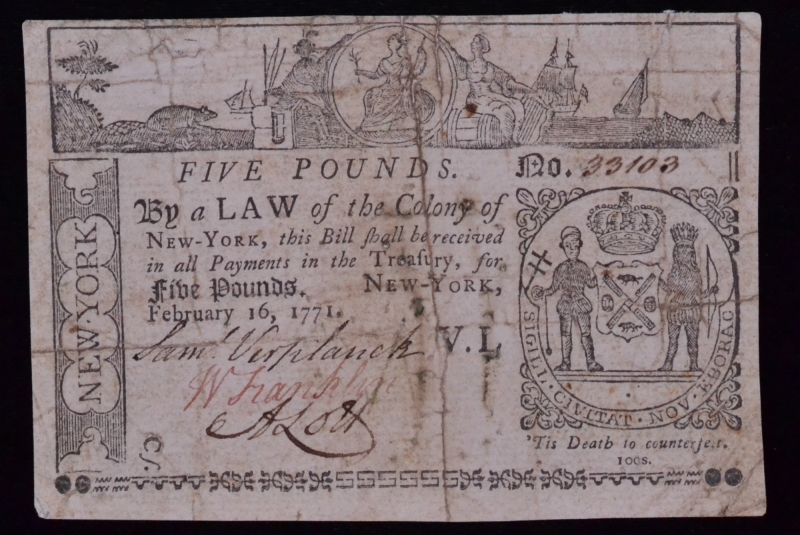 FIVE POUNDS. No. 33103
By a LAW of the Colony of
NEW-YORK, this Bill ſhall be received
in all Payments in the Treaſury, for
Five Pounds. NEW-YORK,
February 16, 1771. V. L
Saml. Verplanck
A Lott
NEW YORK
SIGILL · CIVITAT · NOV · EBORAC
'Tis Death to counterfeit.
100s.